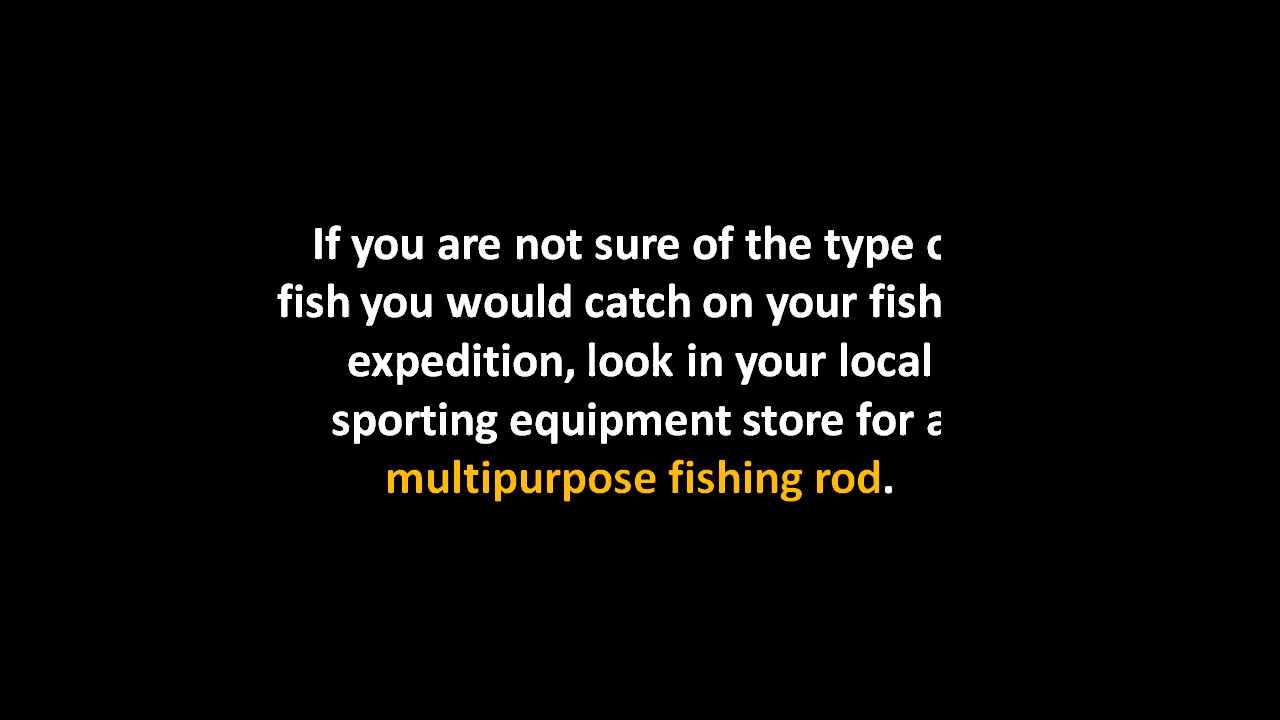 If you are not sure of the type
fish you would catch on your fish
expedition, look in your local
sporting equipment store for a
multipurpose fishing rod.